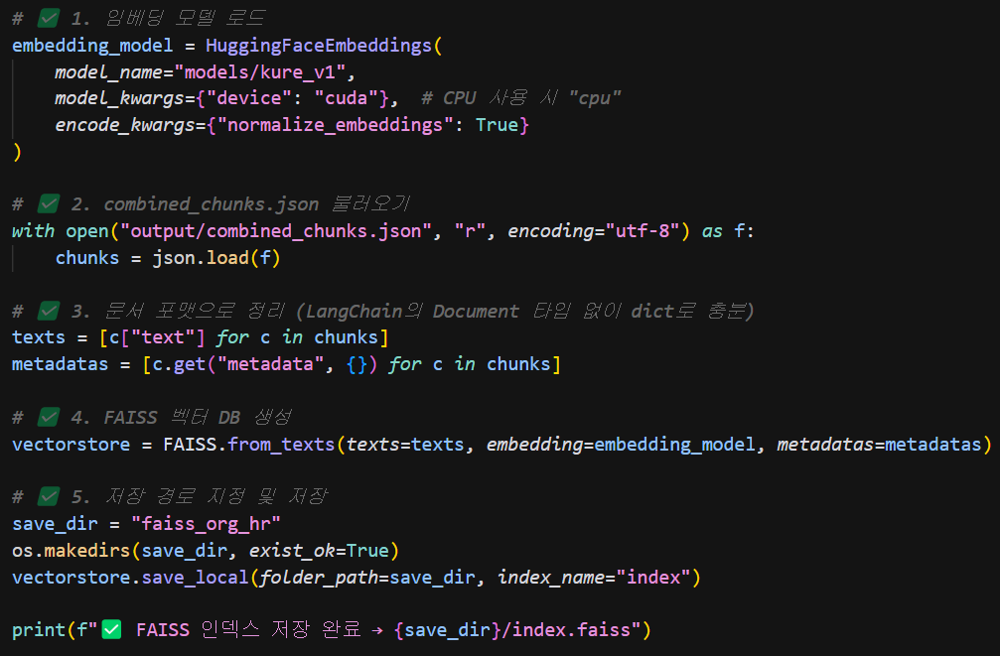 # ✅ 1. 임베딩 모델 로드
embedding_model = HuggingFaceEmbeddings(
    model_name="models/kure_v1",
    model_kwargs={"device": "cuda"},  # CPU 사용 시 "cpu"
    encode_kwargs={"normalize_embeddings": True}
)
# ✅ 2. combined_chunks.json 불러오기
with open("output/combined_chunks.json", "r", encoding="utf-8") as f:
    chunks = json.load(f)
# ✅ 3. 문서 포맷으로 정리 (LangChain의 Document 타입 없이 dict로 충분)
texts = [c["text"] for c in chunks]
metadatas = [c.get("metadata", {}) for c in chunks]
# ✅ 4. FAISS 벡터 DB 생성
vectorstore = FAISS.from_texts(texts=texts, embedding=embedding_model, metadatas=metadatas)
# ✅ 5. 저장 경로 지정 및 저장
save_dir = "faiss_org_hr"
os.makedirs(save_dir, exist_ok=True)
vectorstore.save_local(folder_path=save_dir, index_name="index")
print(f"✅ FAISS 인덱스 저장 완료 → {save_dir}/index.faiss")